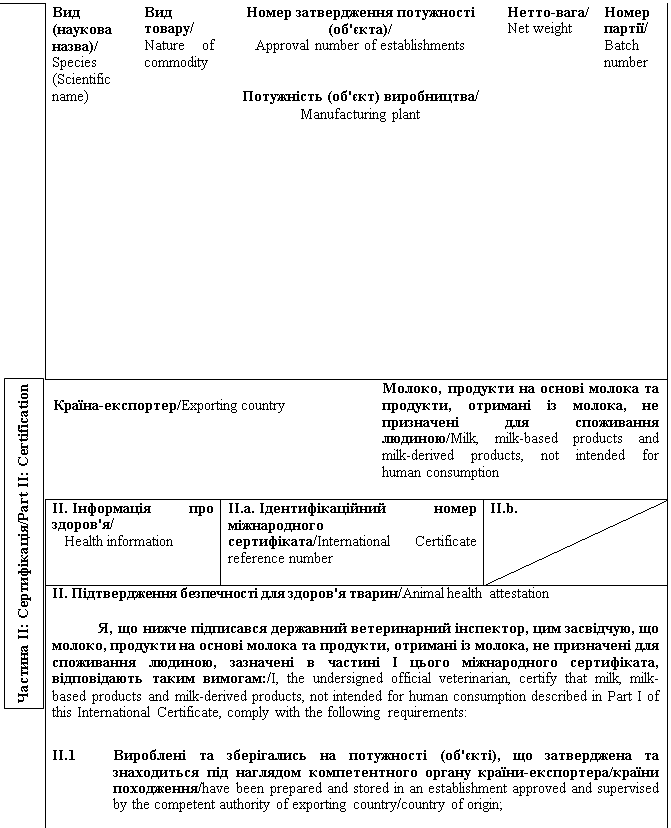 Вид
(наукова
назва)/
Species
(Scientific
name)
Вид
товару/
Nature of
commodity
Номер затвердження потужності
(об'єкта)/
Approval number of establishments
Потужність (об'єкт) виробництва/
Manufacturing plant
Нетто-вага/
Net weight
Номер
партії/
Batch
number
Частина II: Сертифікація/Part II: Certification
Країна-експортер/Exporting country
Молоко, продукти на основі молока та
продукти, отримані із молока, не
призначені для споживання
людиною/Milk, milk-based products and
milk-derived products, not intended for
human consumption
II. Інформація про
здоров'я/
Health information
II.a. Ідентифікаційний номер
міжнародного
сертифіката/International Certificate
reference number
II.b.
II. Підтвердження безпечності для здоров'я тварин/Animal health attestation
Я, що нижче підписався державний ветеринарний інспектор, цим засвідчую, що
молоко, продукти на основі молока та продукти, отримані із молока, не призначені для
споживання людиною, зазначені в частині I цього міжнародного сертифіката,
відповідають таким вимогам:/I, the undersigned official veterinarian, certify that milk, milk-
based products and milk-derived products, not intended for human consumption described in Part I of
this International Certificate, comply with the following requirements:
II.1 Вироблені та зберігались на потужності (об'єкті), що затверджена та
знаходиться під наглядом компетентного органу країни-експортера/країни
походження/have been prepared and stored in an establishment approved and supervised
by the competent authority of exporting country/country of origin;